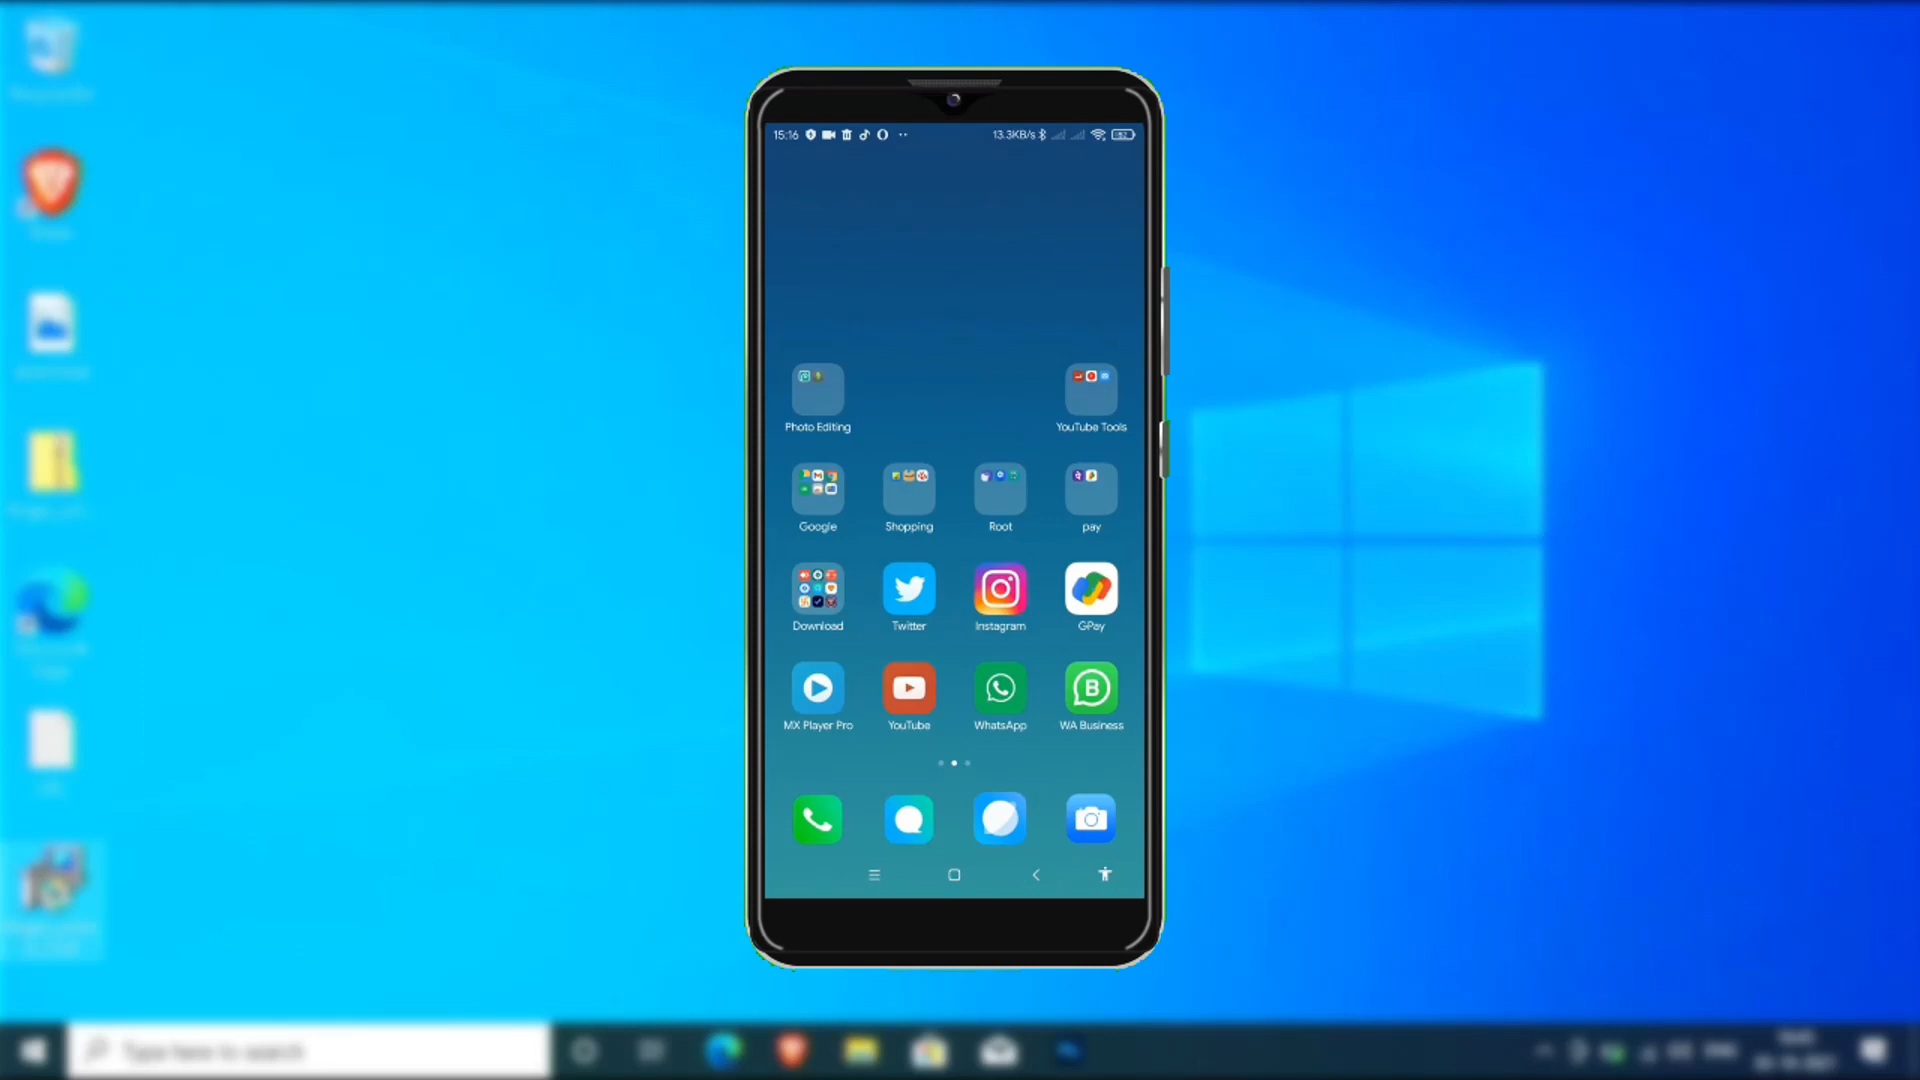 15:16
13.3KB/s
Photo Editing
YouTube Tools
Google
Shopping
Root
pay
Download
Twitter
Instagram
GPay
MX Player Pro
YouTube
WhatsApp
WA Business
Type here to search